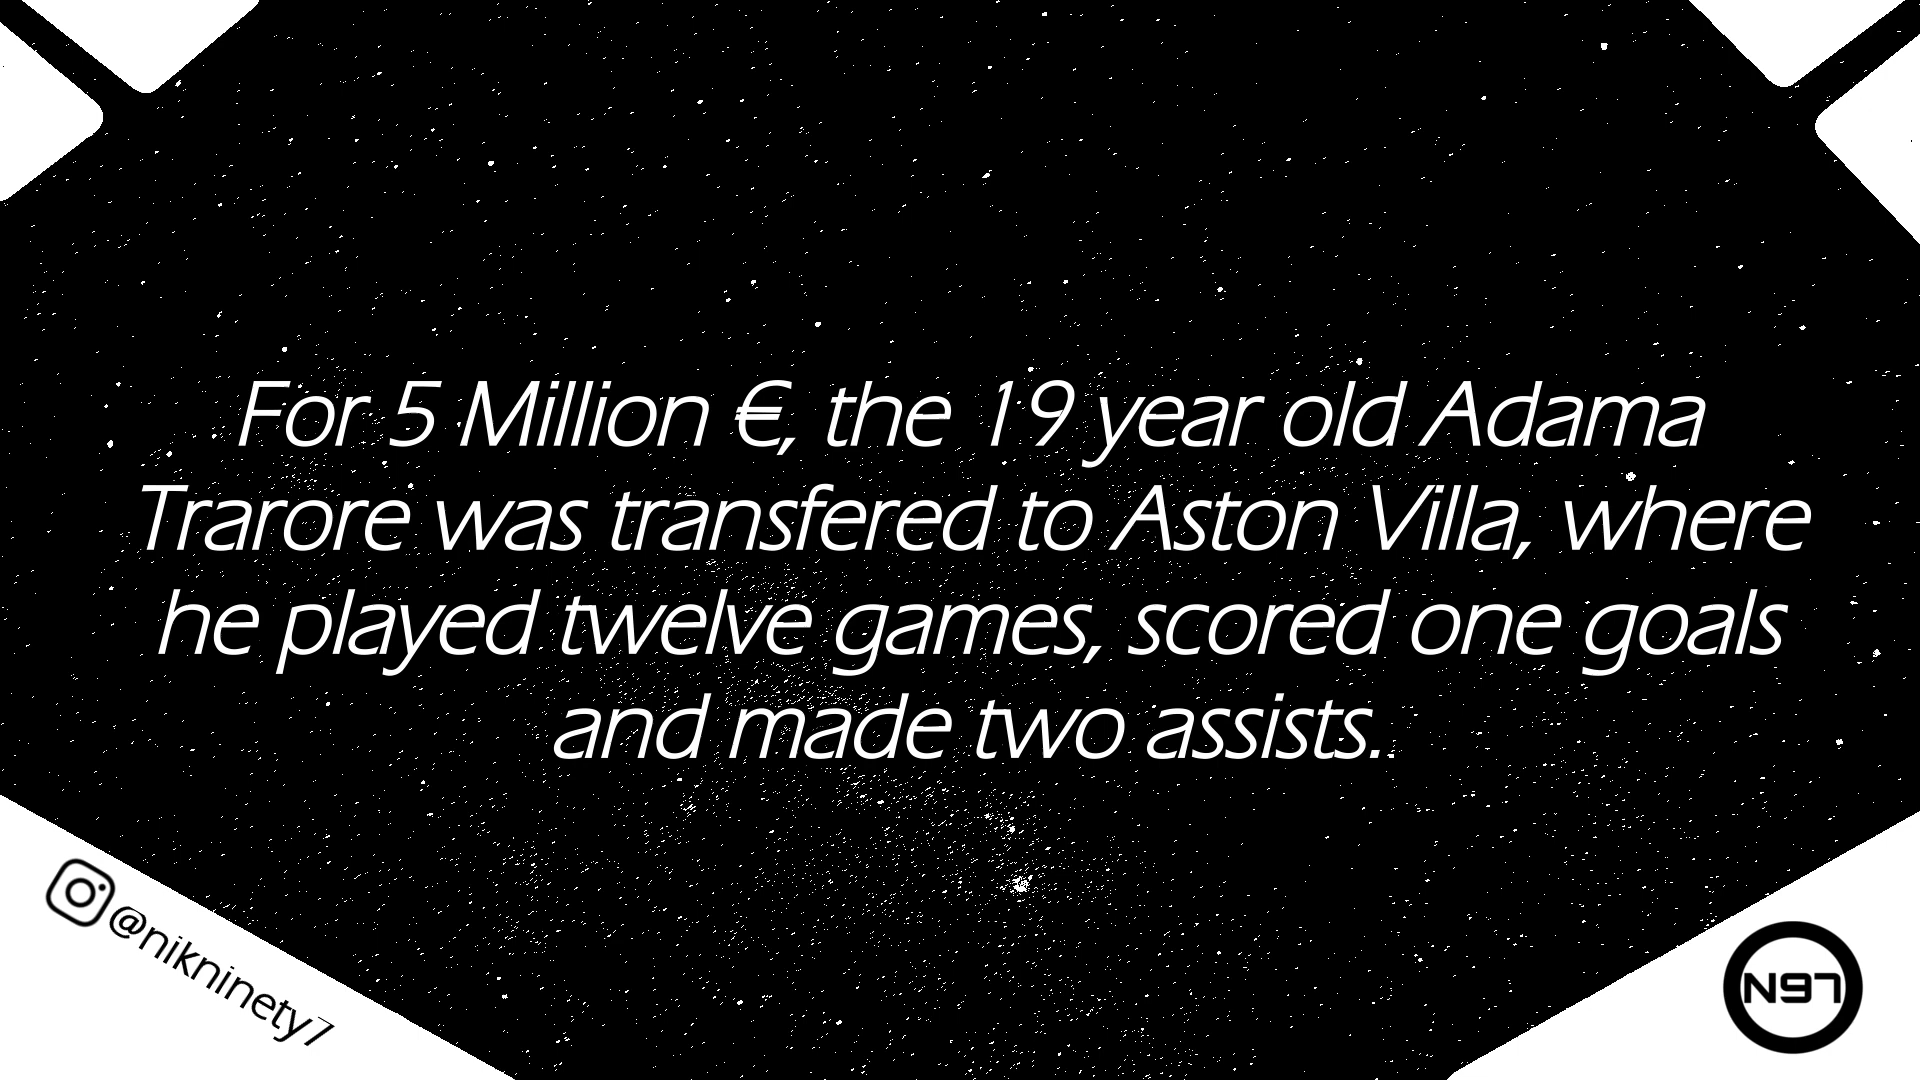 For 5 Million €, the 19 year old Adama
Trarore was transfered to Aston Villa, where
he played twelve games, scored one goals
and made two assists.
@nikninety7
N97